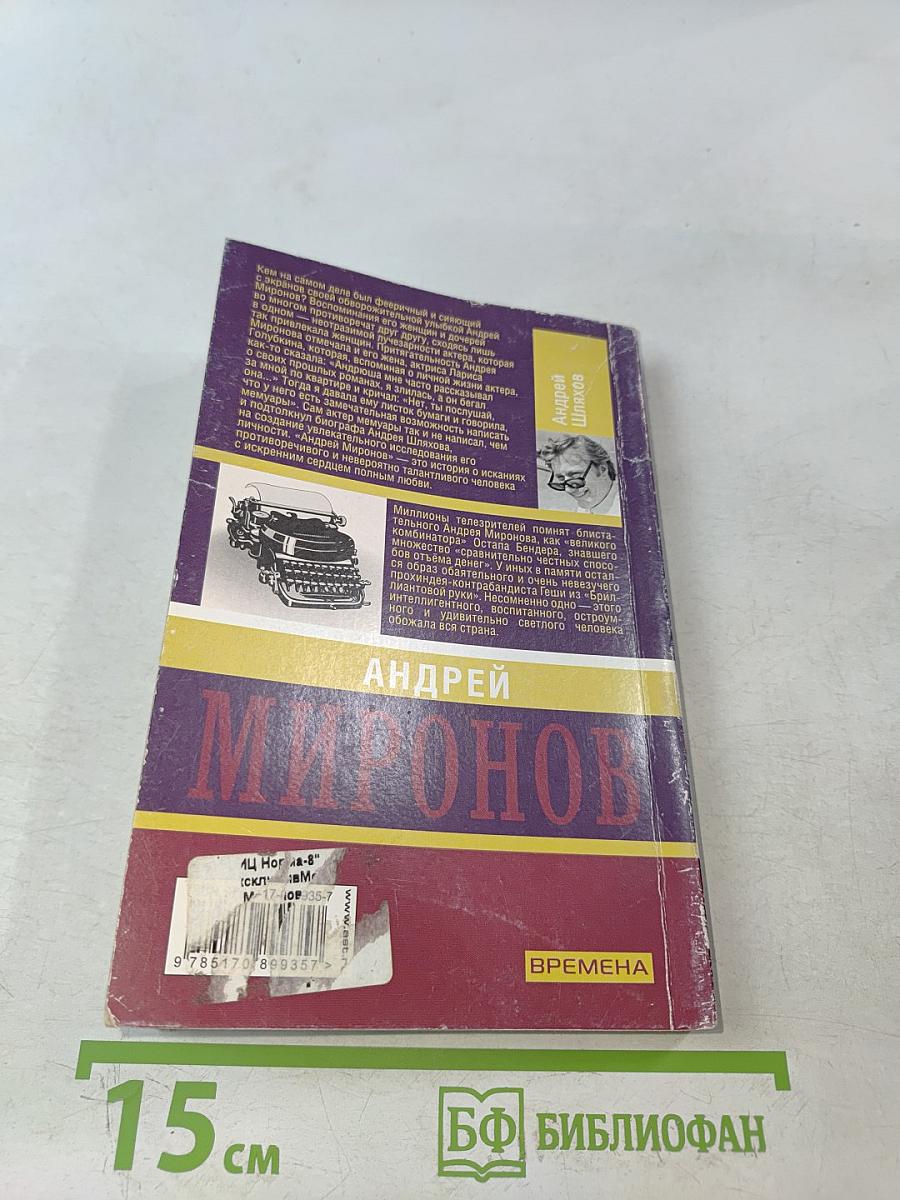 Кем на самом деле был фееричный и сияющий
с экранов своей обворожительной улыбкой Андрей
Миронов? Воспоминания его женщин и дочерей
во многом противоречат друг другу, сходясь лишь
в одном — неотразимой лучезарности актера, которая
так привлекала женщин. Притягательность Андрея
Миронова отмечала и его жена, актриса Лариса
Голубкина, которая, вспоминая о личной жизни актера,
как-то сказала: «Андрюша мне часто рассказывал
о своих прошлых романах, я злилась, а он бегал
за мной по квартире и кричал: "Нет, ты послушай,
она..." Тогда я давала ему листок бумаги и говорила,
что у него есть замечательная возможность написать
мемуары». Сам актер мемуары так и не написал, чем
и подтолкнул биографа Андрея Шляхова,
на создание увлекательного исследования его
личности. «Андрей Миронов» — это история о исканиях
противоречивого и невероятно талантливого человека
с искренним сердцем полным любви.
Андрей
Шляхов
Миллионы телезрителей помнят блиста-
тельного Андрея Миронова, как «великого
комбинатора» Остапа Бендера, знавшего
множество «сравнительно честных спосо-
бов отъёма денег». У иных в памяти остал-
ся образ обаятельного и очень невезучего
прохиндея-контрабандиста Геши из «Брил-
лиантовой руки». Несомненно одно — этого
интеллигентного, воспитанного, остроум-
ного и удивительно светлого человека
обожала вся страна.
АНДРЕЙ
МИРОНОВ
935-7
www.ast.r
9 785170 899357 >
ВРЕМЕНА
15 см
БФ БИБЛИОФАН